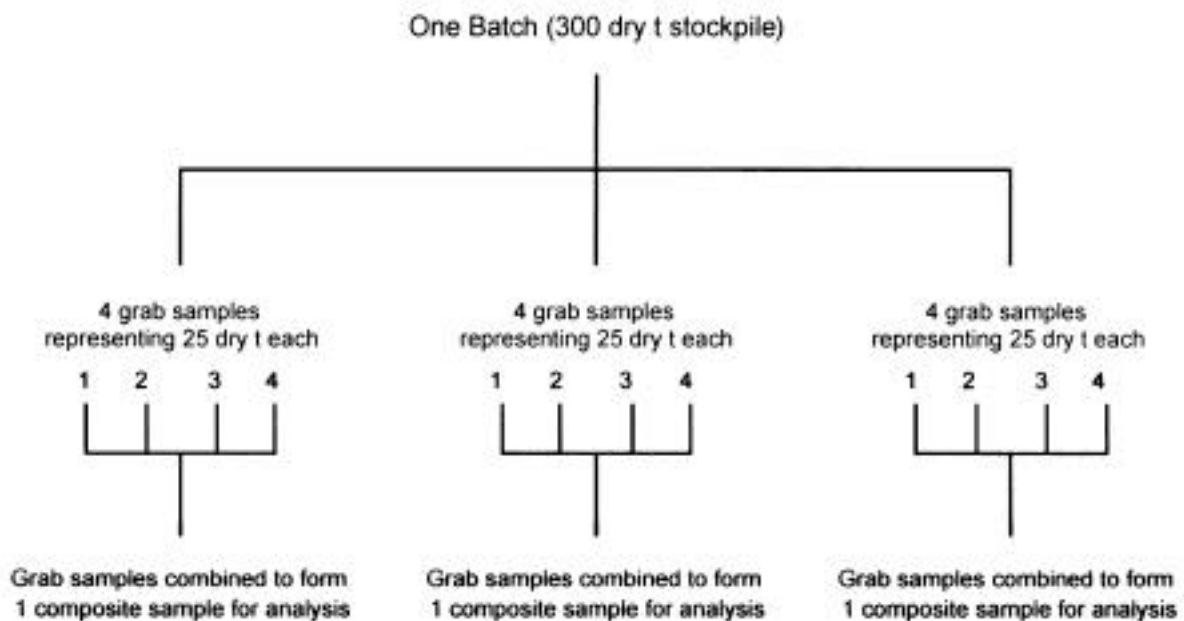 One Batch (300 dry t stockpile)
4 grab samples
representing 25 dry t each
1 2 3 4
Grab samples combined to form
1 composite sample for analysis
4 grab samples
representing 25 dry t each
1 2 3 4
Grab samples combined to form
1 composite sample for analysis
4 grab samples
representing 25 dry t each
1 2 3 4
Grab samples combined to form
1 composite sample for analysis